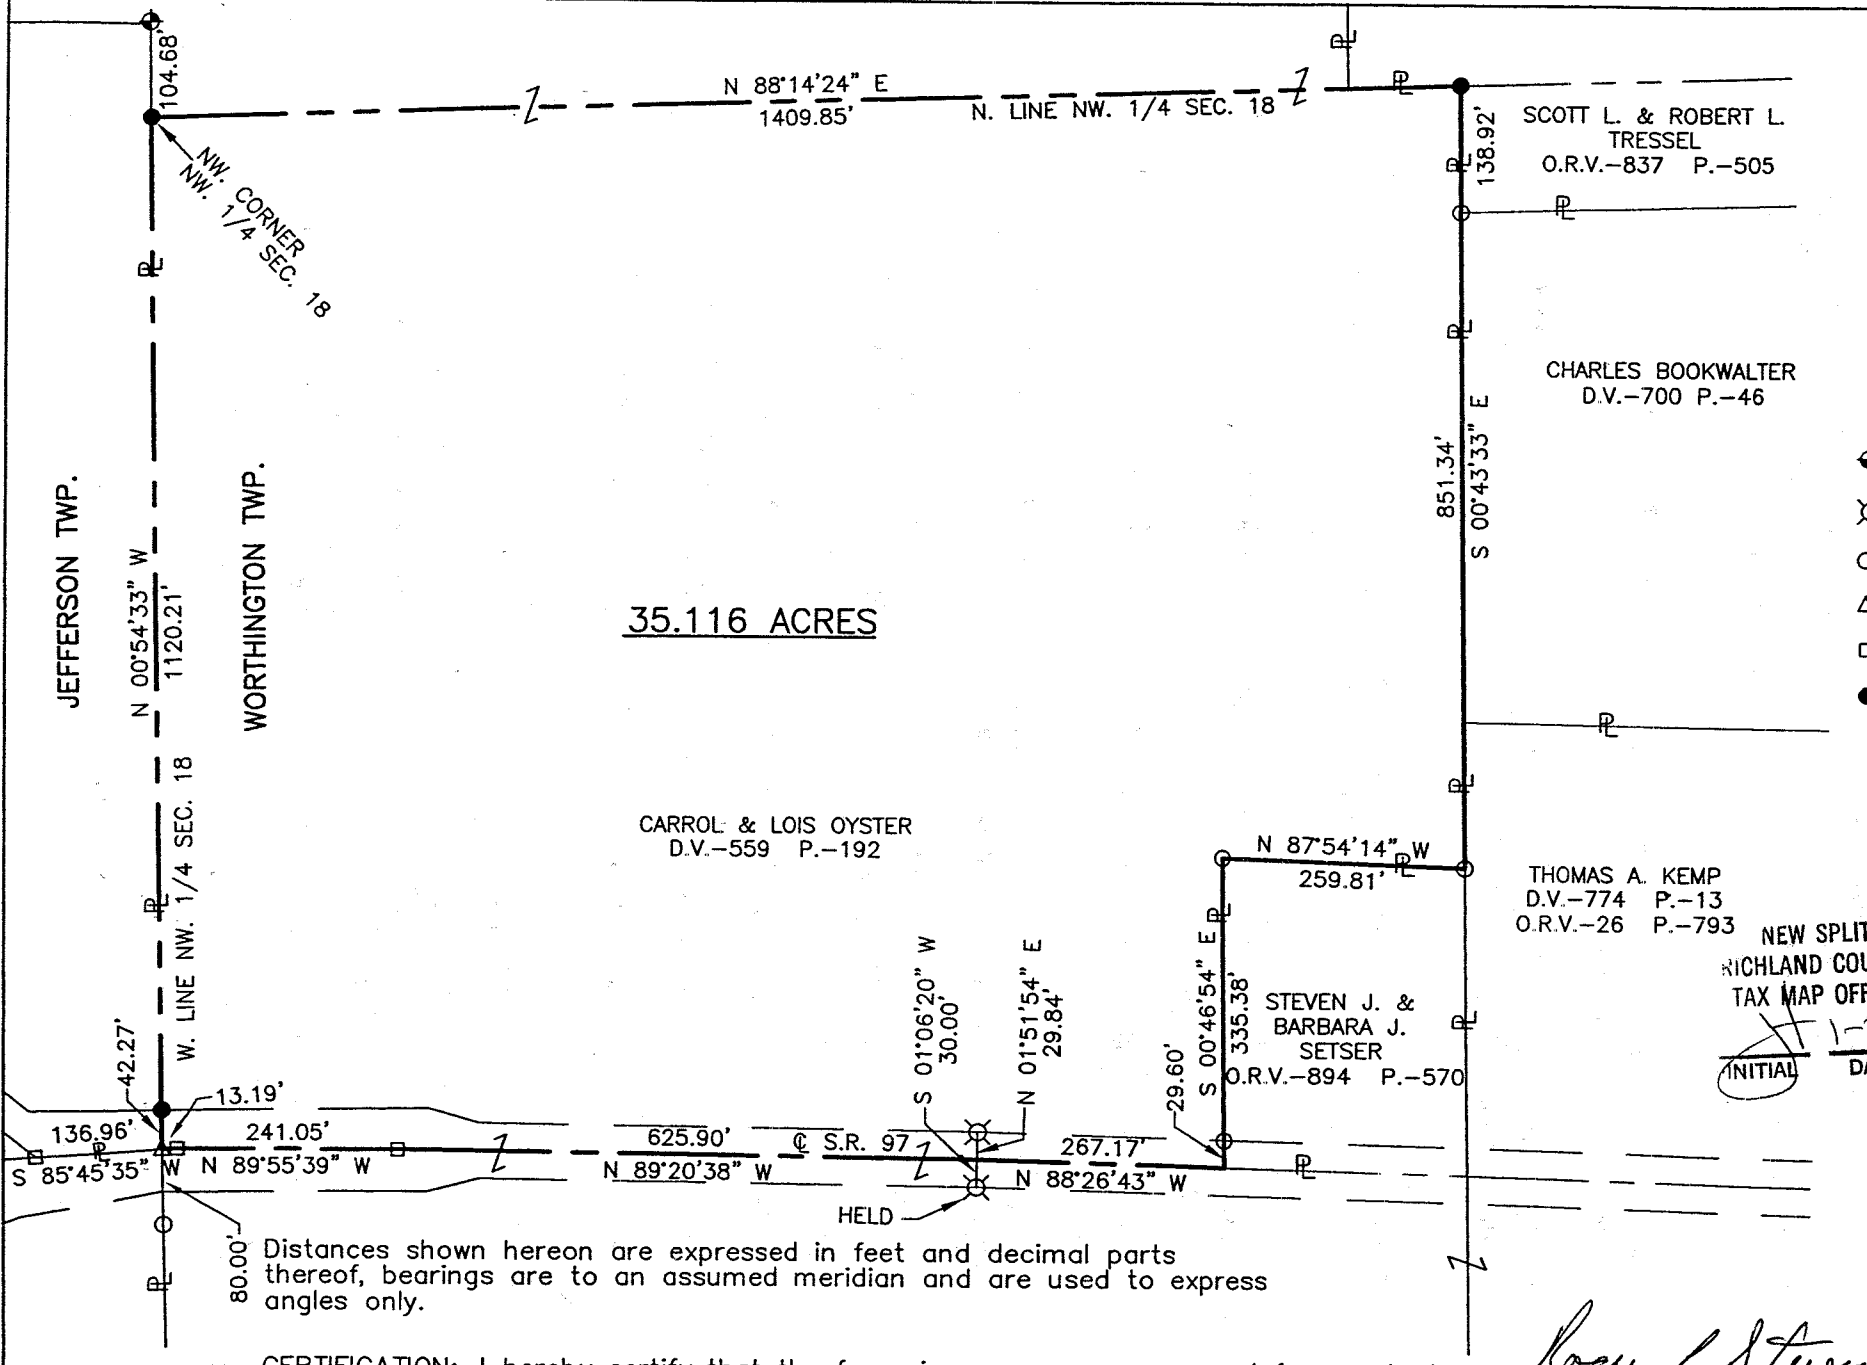 104.68'
N 88°14'24" E
1409.85'
N. LINE NW. 1/4 SEC. 18
℄
NW. CORNER
NW. 1/4 SEC. 18
138.92'
SCOTT L. & ROBERT L.
TRESSEL
O.R.V.-837 P.-505
CHARLES BOOKWALTER
D.V.-700 P.-46
851.34'
S 00°43'33" E
JEFFERSON TWP.
N 00°54'33" W
1120.21'
WORTHINGTON TWP.
35.116 ACRES
W. LINE NW. 1/4 SEC. 18
CARROL & LOIS OYSTER
D.V.-559 P.-192
N 87°54'14" W
259.81'
THOMAS A. KEMP
D.V.-774 P.-13
O.R.V.-26 P.-793
NEW SPLIT
RICHLAND COU
TAX MAP OFF
INITIAL DA
S 00°46'54" E
335.38'
STEVEN J. &
BARBARA J.
SETSER
O.R.V.-894 P.-570
S 01°06'20" W
30.00'
N 01°51'54" E
29.84'
29.60'
42.27'
13.19'
136.96'
S 85°45'35" W
241.05'
N 89°55'39" W
625.90'
N 89°20'38" W
℄ S.R. 97
267.17'
N 88°26'43" W
HELD
80.00'
Distances shown hereon are expressed in feet and decimal parts
thereof, bearings are to an assumed meridian and are used to express
angles only.